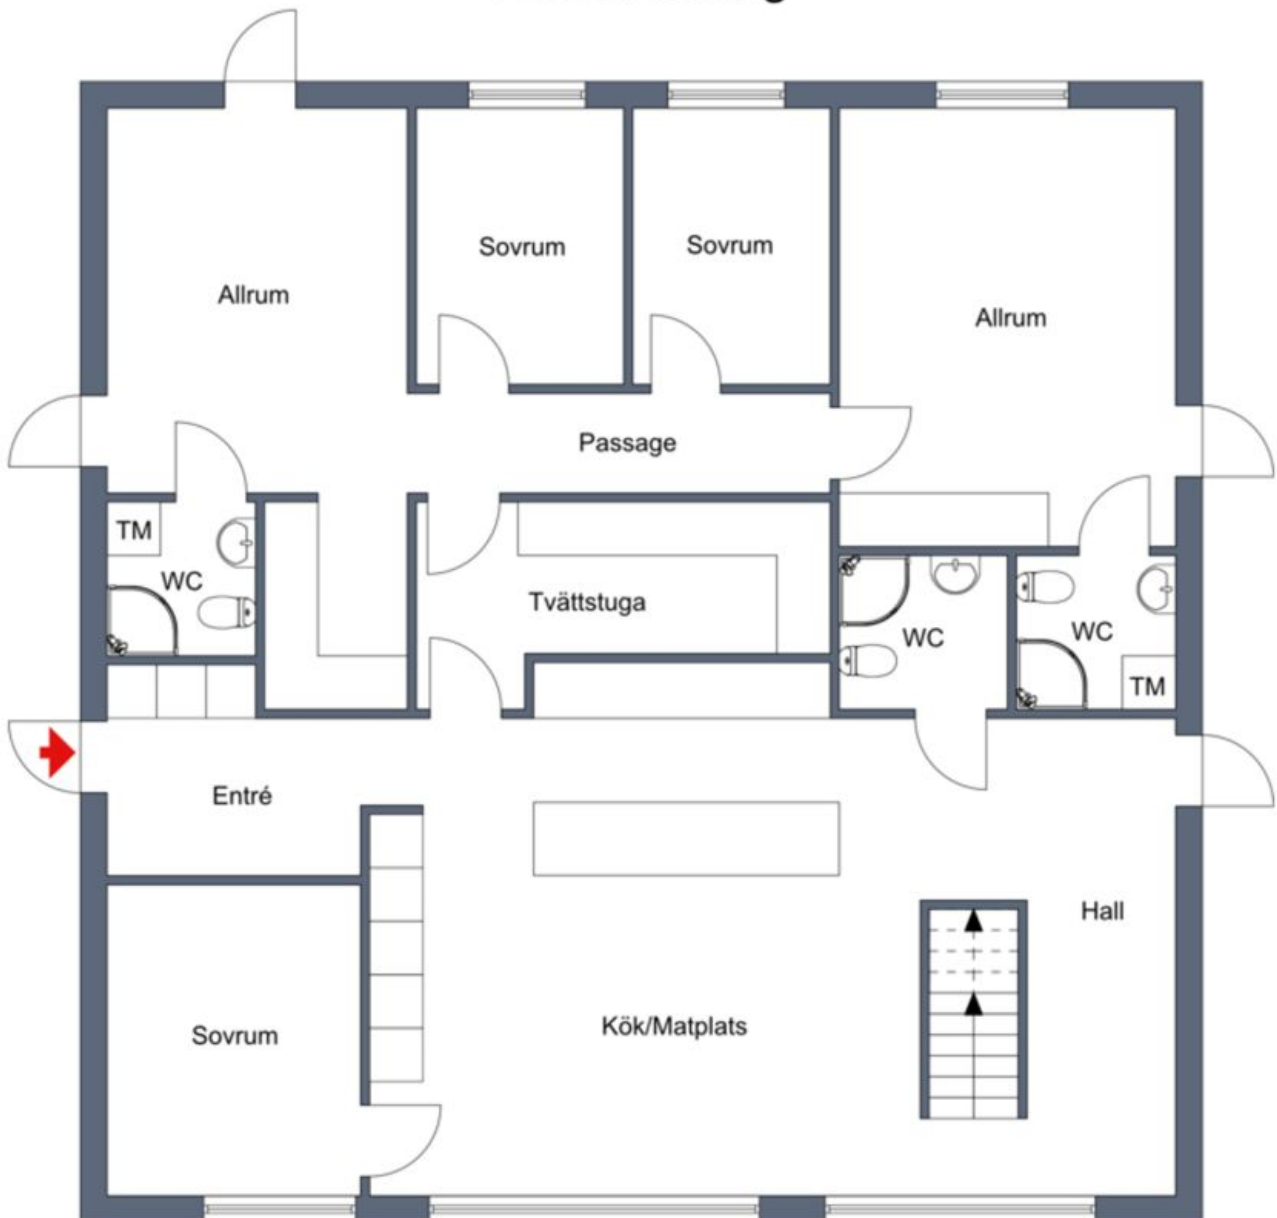 Sovrum
Sovrum
Allrum
Allrum
Passage
TM
WC
Tvättstuga
WC
WC
TM
Entré
Hall
Kök/Matplats
Sovrum